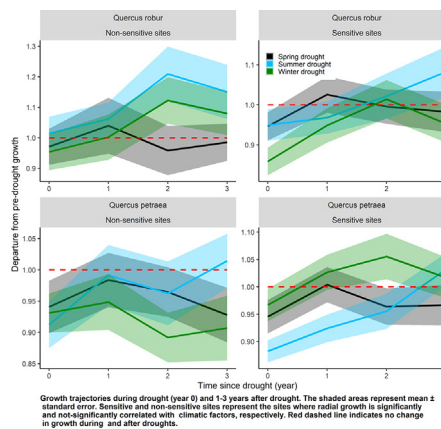 Quercus robur
Non-sensitive sites
Quercus robur
Sensitive sites
1.3
1.2
1.1
1.0
0.9
0
1
2
3
1.1
1.0
0.9
0
1
2
Spring drought
Summer drought
Winter drought
Departure from pre-drought growth
Quercus petraea
Non-sensitive sites
Quercus petraea
Sensitive sites
1.05
1.00
0.95
0.90
0.85
0
1
2
3
1.10
1.05
1.00
0.95
0.90
0
1
2
Time since drought (year)
Growth trajectories during drought (year 0) and 1-3 years after drought. The shaded areas represent mean ±
standard error. Sensitive and non-sensitive sites represent the sites where radial growth is significantly
and not-significantly correlated with climatic factors, respectively. Red dashed line indicates no change
in growth during and after droughts.